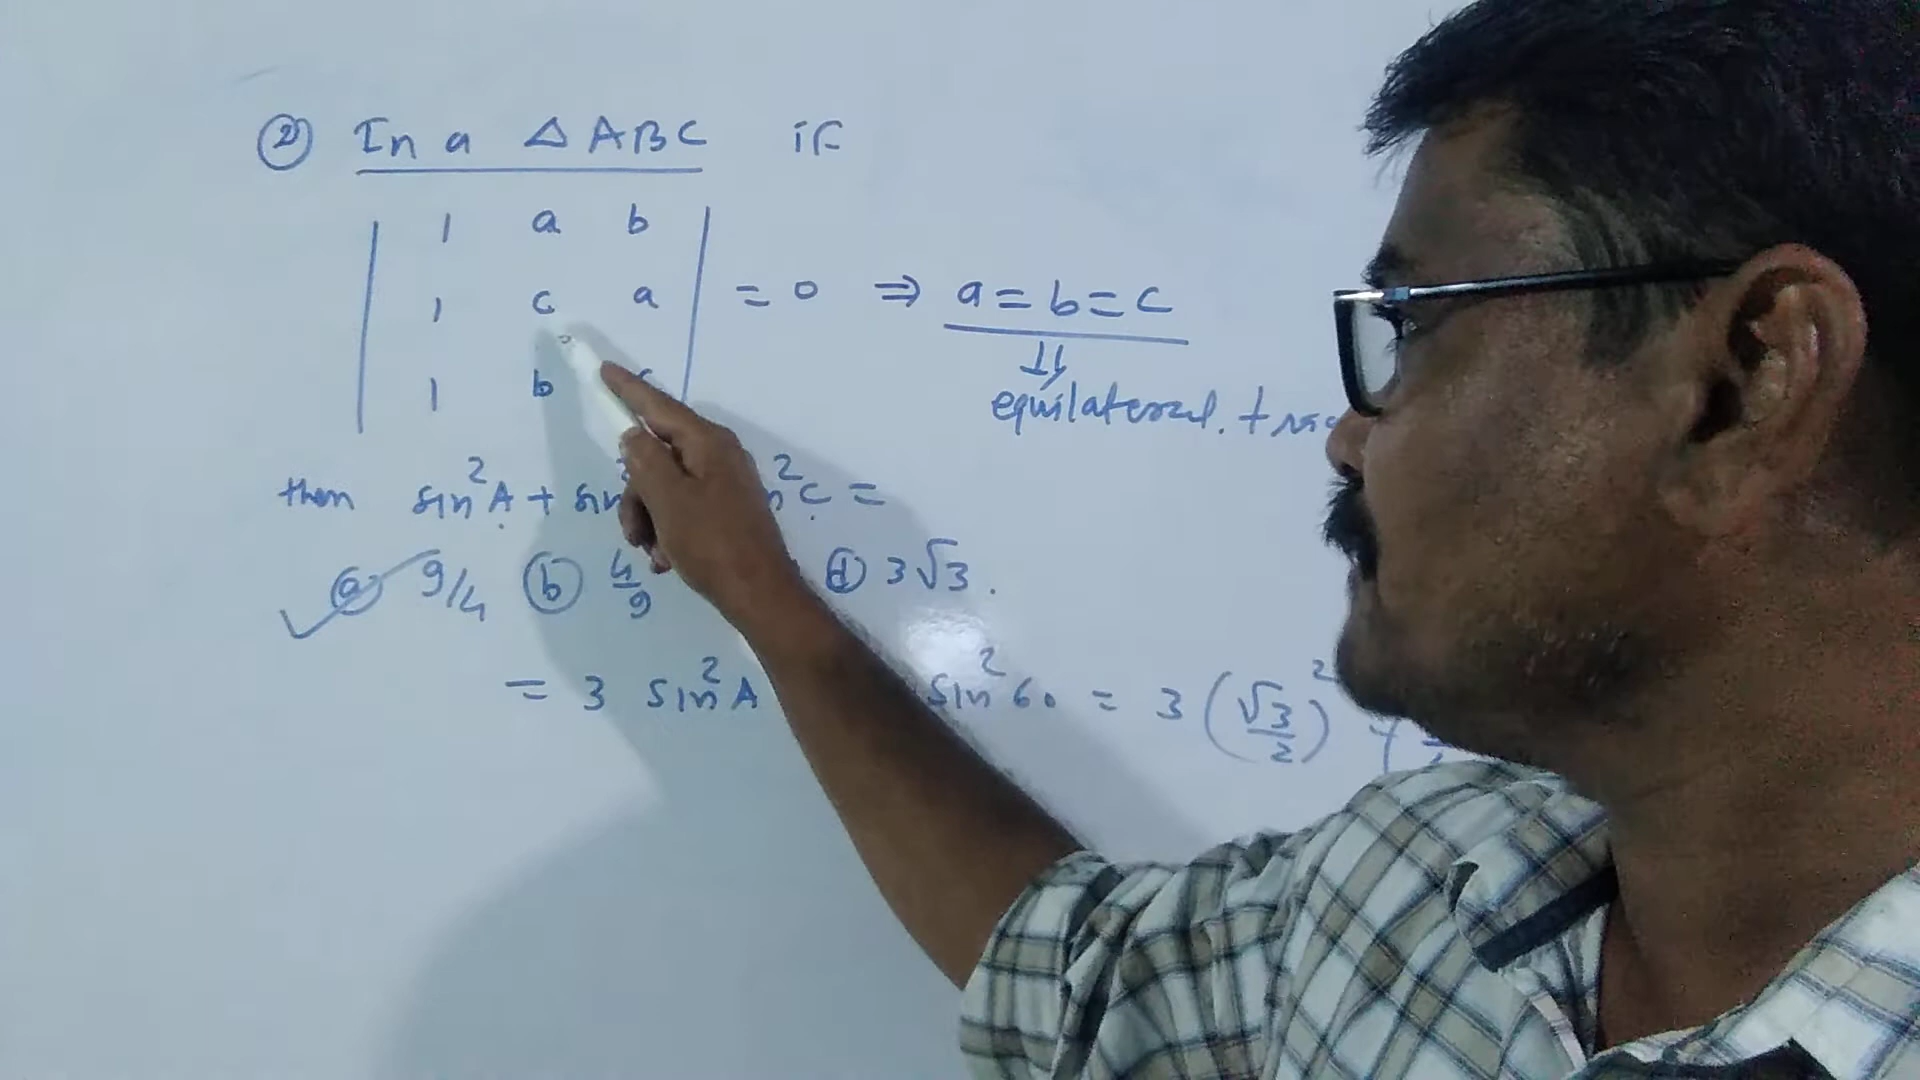 ② In a △ ABC if
| 1 a b |
| 1 c a | = 0 ⇒ a = b = c
⇓
| 1 b
equilateral.
then sin²A + sin² C =
ⓐ 9/4 ⓑ 4/9 ⓓ 3√3.
= 3 sin²A sin²60 = 3 (√3/2)²